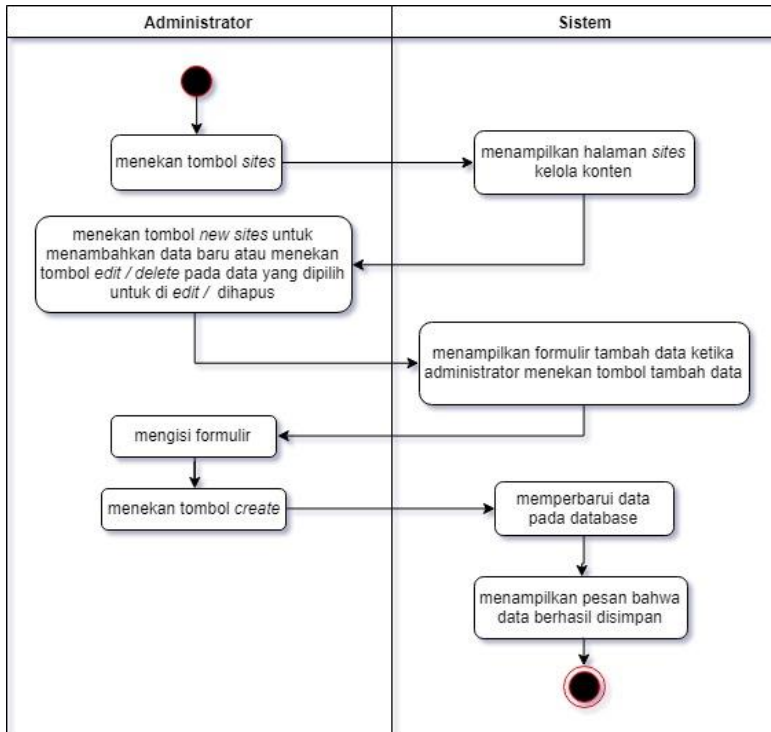 Administrator
Sistem
menekan tombol sites
menampilkan halaman sites
kelola konten
menekan tombol new sites untuk
menambahkan data baru atau menekan
tombol edit / delete pada data yang dipilih
untuk di edit / dihapus
menampilkan formulir tambah data ketika
administrator menekan tombol tambah data
mengisi formulir
menekan tombol create
memperbarui data
pada database
menampilkan pesan bahwa
data berhasil disimpan